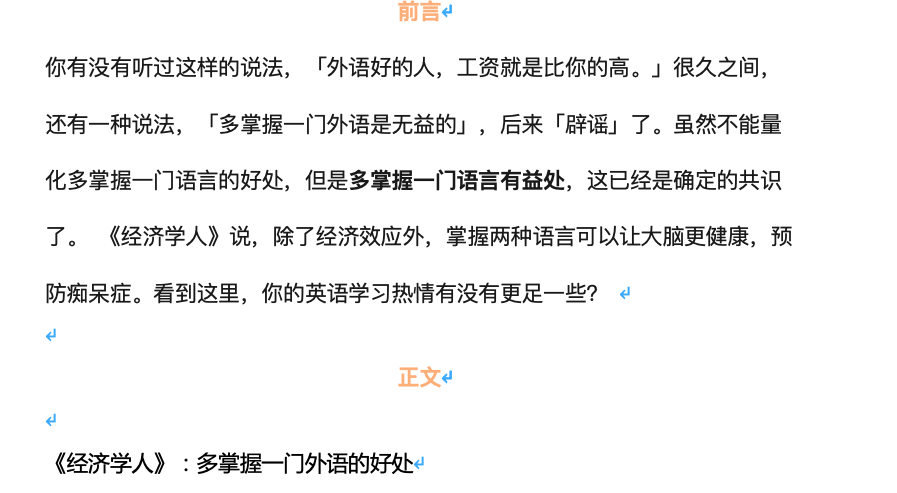 前言
你有没有听过这样的说法，「外语好的人，工资就是比你的高。」很久之间，
还有一种说法，「多掌握一门外语是无益的」，后来「辟谣」了。虽然不能量
化多掌握一门语言的好处，但是多掌握一门语言有益处，这已经是确定的共识
了。 《经济学人》说，除了经济效应外，掌握两种语言可以让大脑更健康，预
防痴呆症。看到这里，你的英语学习热情有没有更足一些？
正文
《经济学人》：多掌握一门外语的好处